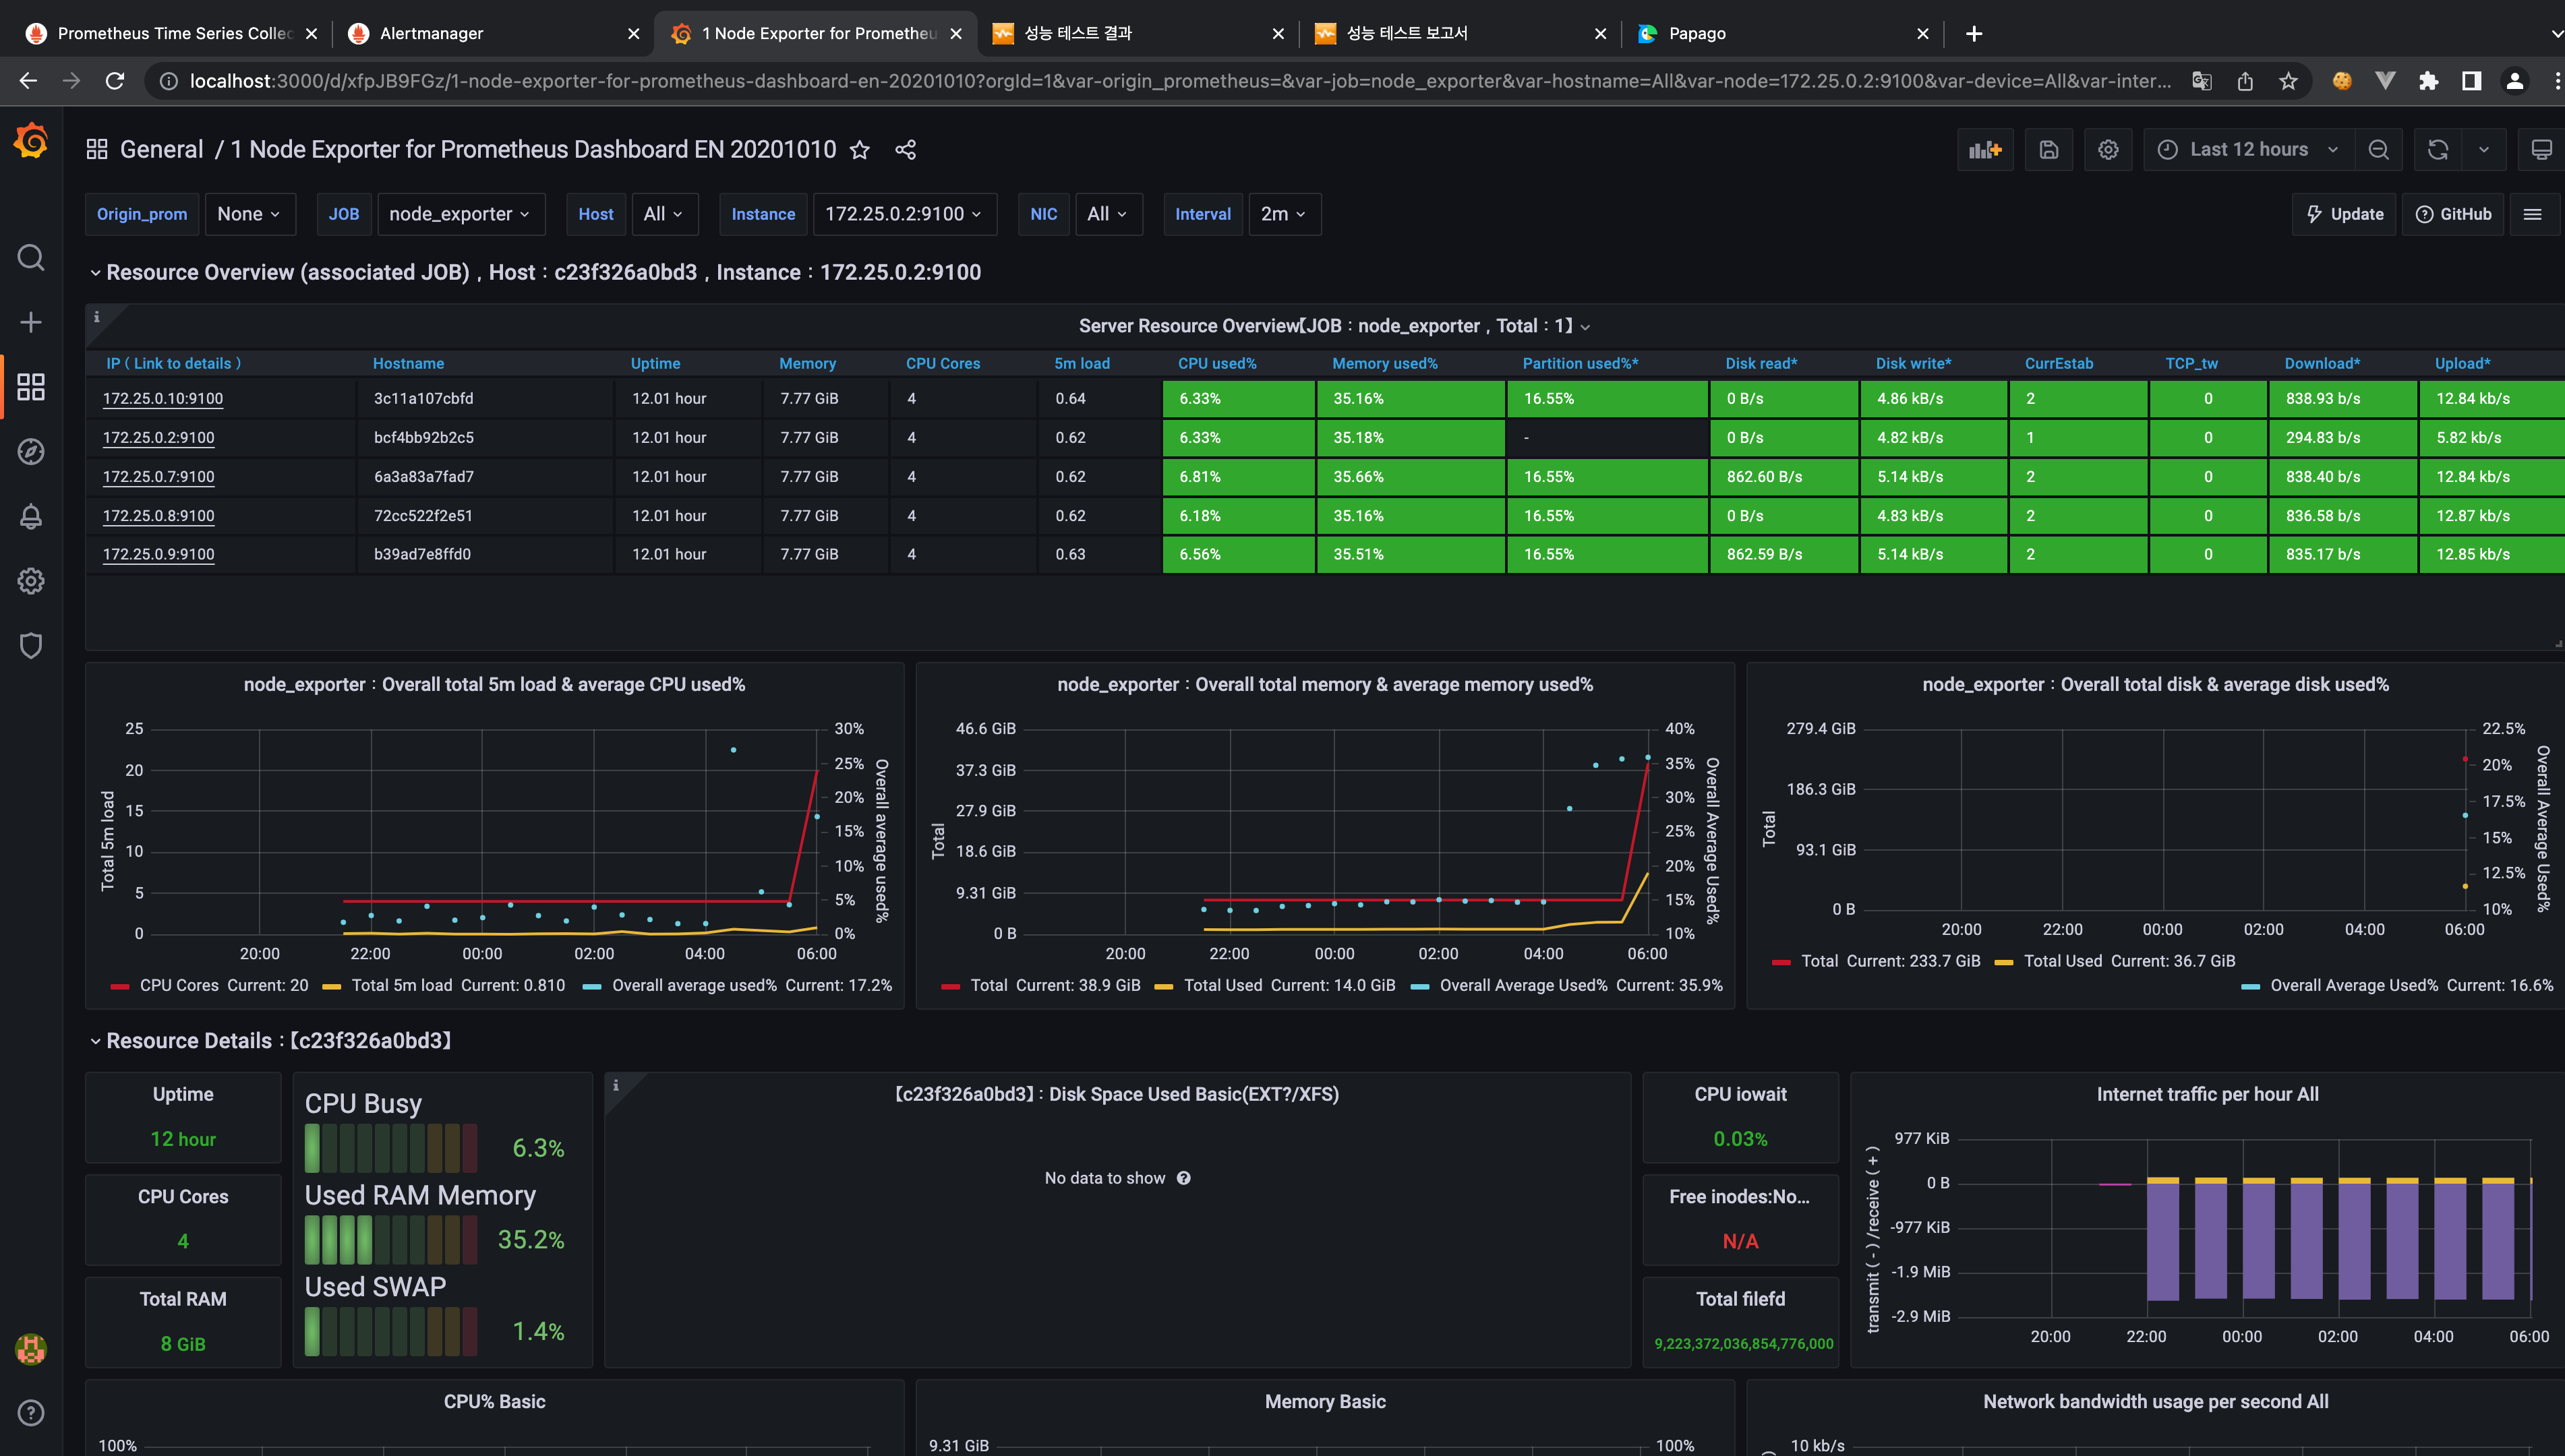 Prometheus Time Series Collec
Alertmanager
1 Node Exporter for Prometheu
성능 테스트 결과
성능 테스트 보고서
Papago
localhost:3000/d/xfpJB9FGz/1-node-exporter-for-prometheus-dashboard-en-20201010?orgId=1&var-origin_prometheus=&var-job=node_exporter&var-hostname=All&var-node=172.25.0.2:9100&var-device=All&var-inter...
General / 1 Node Exporter for Prometheus Dashboard EN 20201010
Last 12 hours
Origin_prom None JOB node_exporter Host All Instance 172.25.0.2:9100 NIC All Interval 2m
Update GitHub
Resource Overview (associated JOB) , Host：c23f326a0bd3 , Instance：172.25.0.2:9100
Server Resource Overview【JOB：node_exporter , Total：1】
IP（Link to details） Hostname Uptime Memory CPU Cores 5m load CPU used% Memory used% Partition used%* Disk read* Disk write* CurrEstab TCP_tw Download* Upload*
172.25.0.10:9100 3c11a107cbfd 12.01 hour 7.77 GiB 4 0.64 6.33% 35.16% 16.55% 0 B/s 4.86 kB/s 2 0 838.93 b/s 12.84 kb/s
172.25.0.2:9100 bcf4bb92b2c5 12.01 hour 7.77 GiB 4 0.62 6.33% 35.18% - 0 B/s 4.82 kB/s 1 0 294.83 b/s 5.82 kb/s
172.25.0.7:9100 6a3a83a7fad7 12.01 hour 7.77 GiB 4 0.62 6.81% 35.66% 16.55% 862.60 B/s 5.14 kB/s 2 0 838.40 b/s 12.84 kb/s
172.25.0.8:9100 72cc522f2e51 12.01 hour 7.77 GiB 4 0.62 6.18% 35.16% 16.55% 0 B/s 4.83 kB/s 2 0 836.58 b/s 12.87 kb/s
172.25.0.9:9100 b39ad7e8ffd0 12.01 hour 7.77 GiB 4 0.63 6.56% 35.51% 16.55% 862.59 B/s 5.14 kB/s 2 0 835.17 b/s 12.85 kb/s
node_exporter：Overall total 5m load & average CPU used%
25
20
15
10
5
0
Total 5m load
30%
25%
20%
15%
10%
5%
0%
Overall average used%
20:00 22:00 00:00 02:00 04:00 06:00
CPU Cores Current: 20 Total 5m load Current: 0.810 Overall average used% Current: 17.2%
node_exporter：Overall total memory & average memory used%
46.6 GiB
37.3 GiB
27.9 GiB
18.6 GiB
9.31 GiB
0 B
Total
40%
35%
30%
25%
20%
15%
10%
Overall Average Used%
20:00 22:00 00:00 02:00 04:00 06:00
Total Current: 38.9 GiB Total Used Current: 14.0 GiB Overall Average Used% Current: 35.9%
node_exporter：Overall total disk & average disk used%
279.4 GiB
186.3 GiB
93.1 GiB
0 B
Total
22.5%
20%
17.5%
15%
12.5%
10%
Overall Average Used%
20:00 22:00 00:00 02:00 04:00 06:00
Total Current: 233.7 GiB Total Used Current: 36.7 GiB
Overall Average Used% Current: 16.6%
Resource Details：【c23f326a0bd3】
Uptime
12 hour
CPU Cores
4
Total RAM
8 GiB
CPU Busy
6.3%
Used RAM Memory
35.2%
Used SWAP
1.4%
【c23f326a0bd3】：Disk Space Used Basic(EXT?/XFS)
No data to show
CPU iowait
0.03%
Free inodes:No...
N/A
Total filefd
9,223,372,036,854,776,000
Internet traffic per hour All
977 KiB
0 B
-977 KiB
-1.9 MiB
-2.9 MiB
transmit（-）/receive（+）
20:00 22:00 00:00 02:00 04:00 06:00
CPU% Basic
100%
Memory Basic
9.31 GiB 100%
Network bandwidth usage per second All
10 kb/s